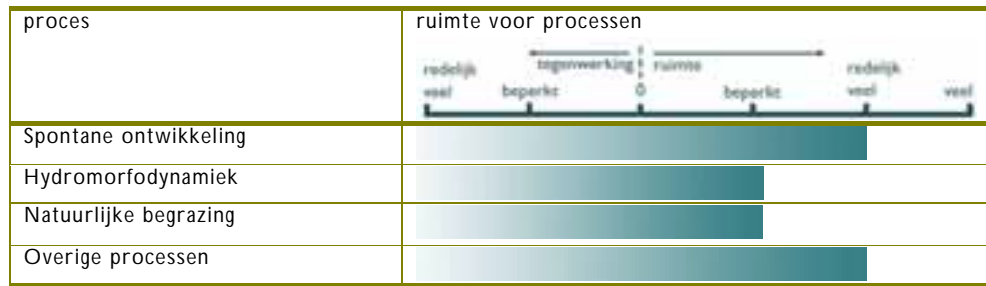 proces
ruimte voor processen
tegenwerking ruimte
redelijk redelijk
veel beperkt 0 beperkt veel veel
Spontane ontwikkeling
Hydromorfodynamiek
Natuurlijke begrazing
Overige processen